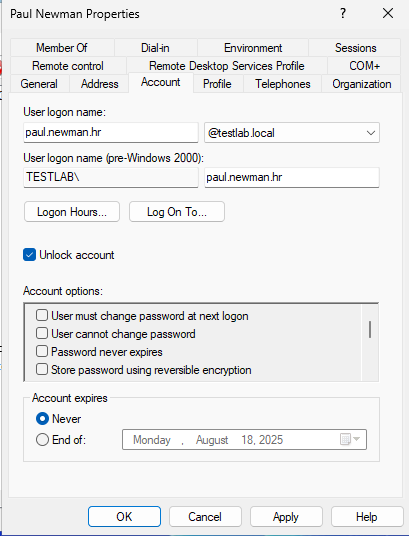 Paul Newman Properties ? ×
Member Of Dial-in Environment Sessions
Remote control Remote Desktop Services Profile COM+
General Address Account Profile Telephones Organization
User logon name:
paul.newman.hr @testlab.local
User logon name (pre-Windows 2000):
TESTLAB\ paul.newman.hr
Logon Hours... Log On To...
Unlock account
Account options:
User must change password at next logon
User cannot change password
Password never expires
Store password using reversible encryption
Account expires
Never
End of: Monday , August 18, 2025
OK Cancel Apply Help